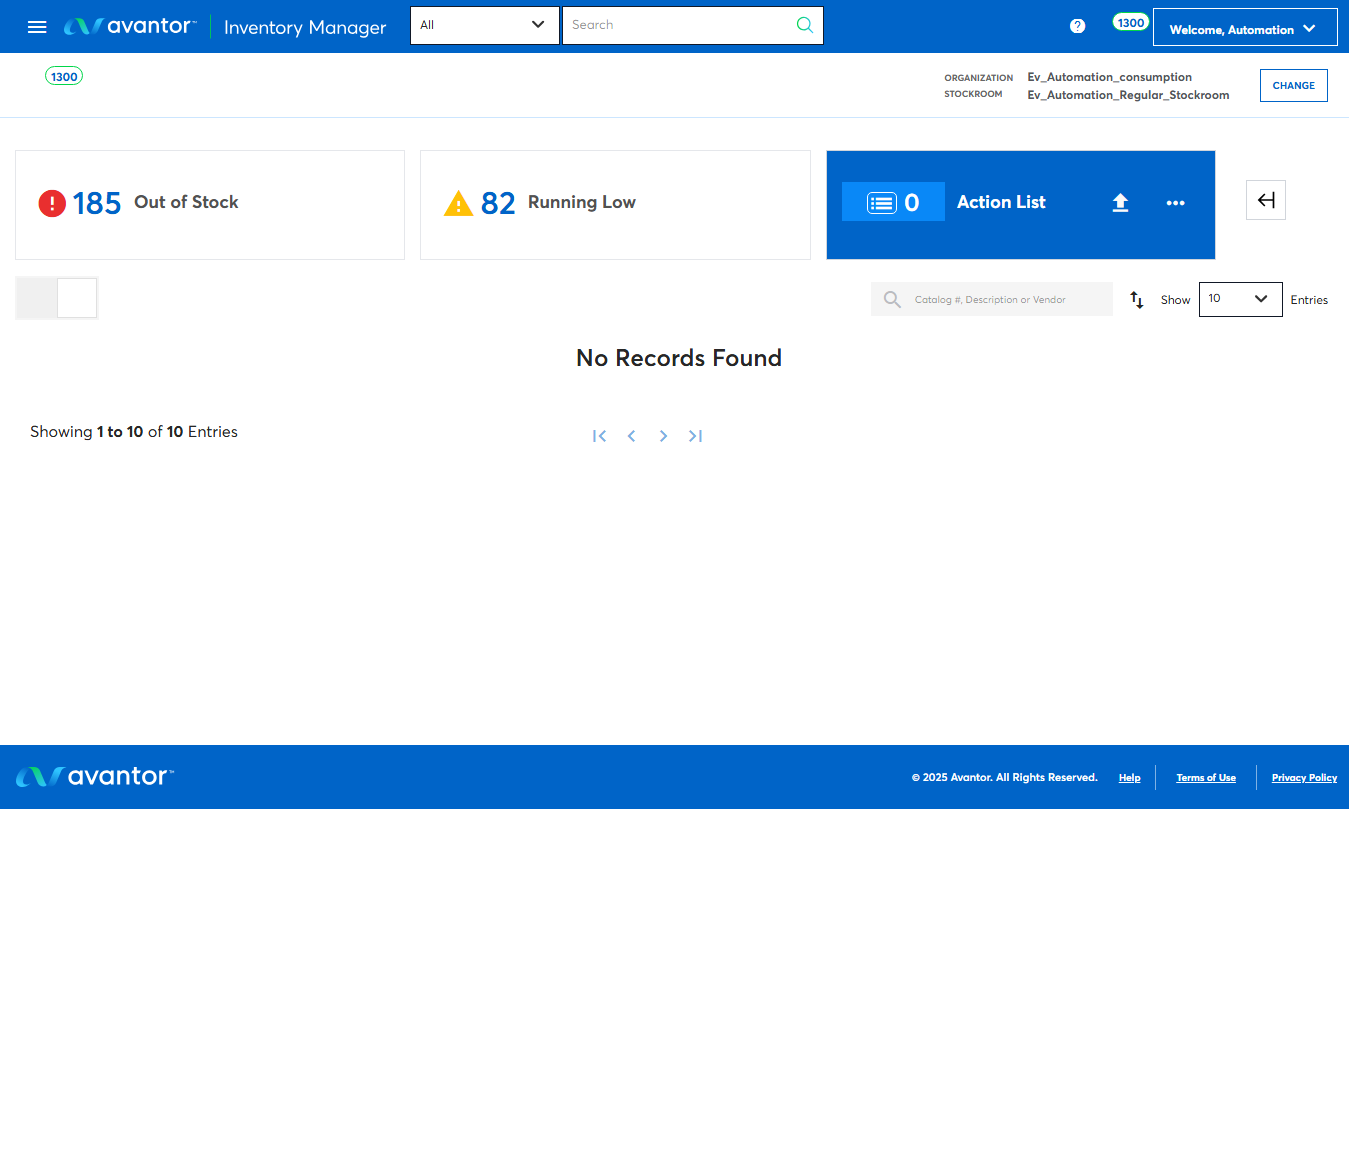 avantor™ Inventory Manager All Search 1300 Welcome, Automation
1300
ORGANIZATION Ev_Automation_consumption
STOCKROOM Ev_Automation_Regular_Stockroom
CHANGE
185 Out of Stock
82 Running Low
0 Action List
Catalog #, Description or Vendor Show 10 Entries
No Records Found
Showing 1 to 10 of 10 Entries
avantor™ © 2025 Avantor. All Rights Reserved. Help Terms of Use Privacy Policy